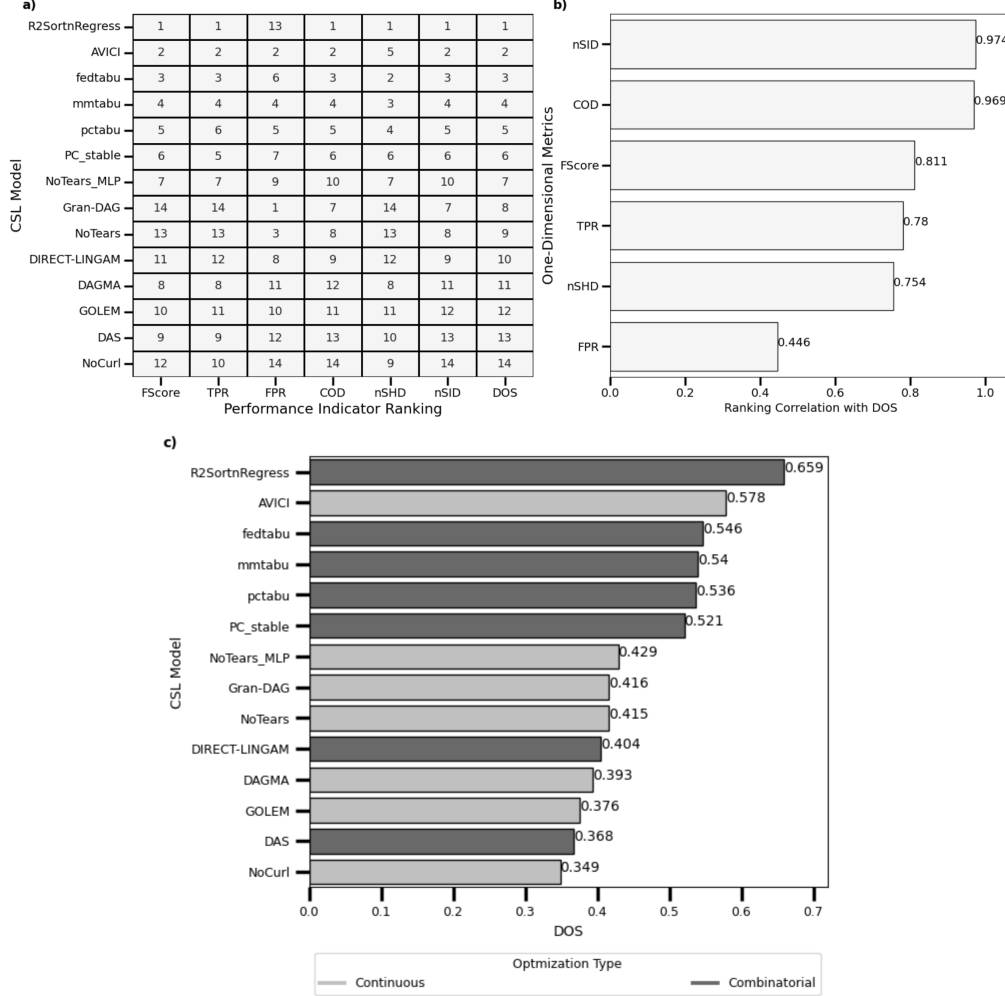 a)
CSL Model
R2SortnRegress 1 1 13 1 1 1 1
AVICI 2 2 2 2 5 2 2
fedtabu 3 3 6 3 2 3 3
mmtabu 4 4 4 4 3 4 4
pctabu 5 6 5 5 4 5 5
PC_stable 6 5 7 6 6 6 6
NoTears_MLP 7 7 9 10 7 10 7
Gran-DAG 14 14 1 7 14 7 8
NoTears 13 13 3 8 13 8 9
DIRECT-LINGAM 11 12 8 9 12 9 10
DAGMA 8 8 11 12 8 11 11
GOLEM 10 11 10 11 11 12 12
DAS 9 9 12 13 10 13 13
NoCurl 12 10 14 14 9 14 14
FScore TPR FPR COD nSHD nSID DOS
Performance Indicator Ranking
b)
One-Dimensional Metrics
nSID 0.974
COD 0.969
FScore 0.811
TPR 0.78
nSHD 0.754
FPR 0.446
0.0 0.2 0.4 0.6 0.8 1.0
Ranking Correlation with DOS
c)
CSL Model
R2SortnRegress 0.659
AVICI 0.578
fedtabu 0.546
mmtabu 0.54
pctabu 0.536
PC_stable 0.521
NoTears_MLP 0.429
Gran-DAG 0.416
NoTears 0.415
DIRECT-LINGAM 0.404
DAGMA 0.393
GOLEM 0.376
DAS 0.368
NoCurl 0.349
0.0 0.1 0.2 0.3 0.4 0.5 0.6 0.7
DOS
Optmization Type
Continuous Combinatorial